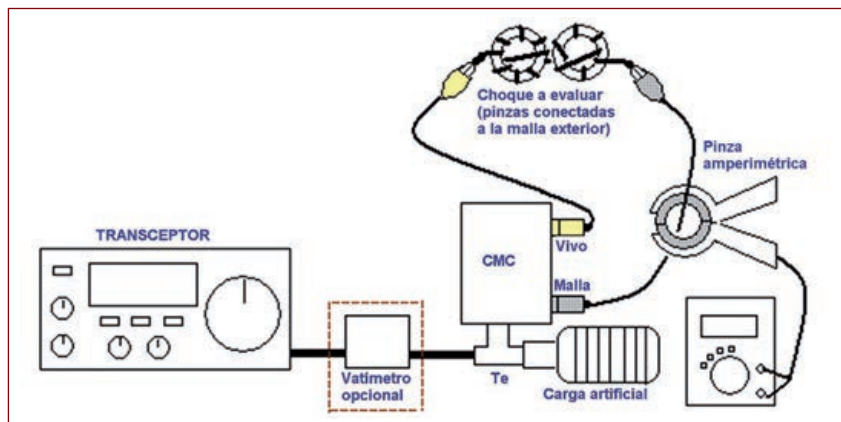 Choque a evaluar
(pinzas conectadas
a la malla exterior)
Pinza
amperimétrica
TRANSCEPTOR
Vivo
CMC
Malla
Vatímetro
opcional
Te
Carga artificial